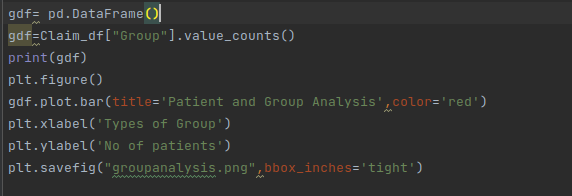 gdf= pd.DataFrame()
gdf=Claim_df["Group"].value_counts()
print(gdf)
plt.figure()
gdf.plot.bar(title='Patient and Group Analysis',color='red')
plt.xlabel('Types of Group')
plt.ylabel('No of patients')
plt.savefig("groupanalysis.png",bbox_inches='tight')